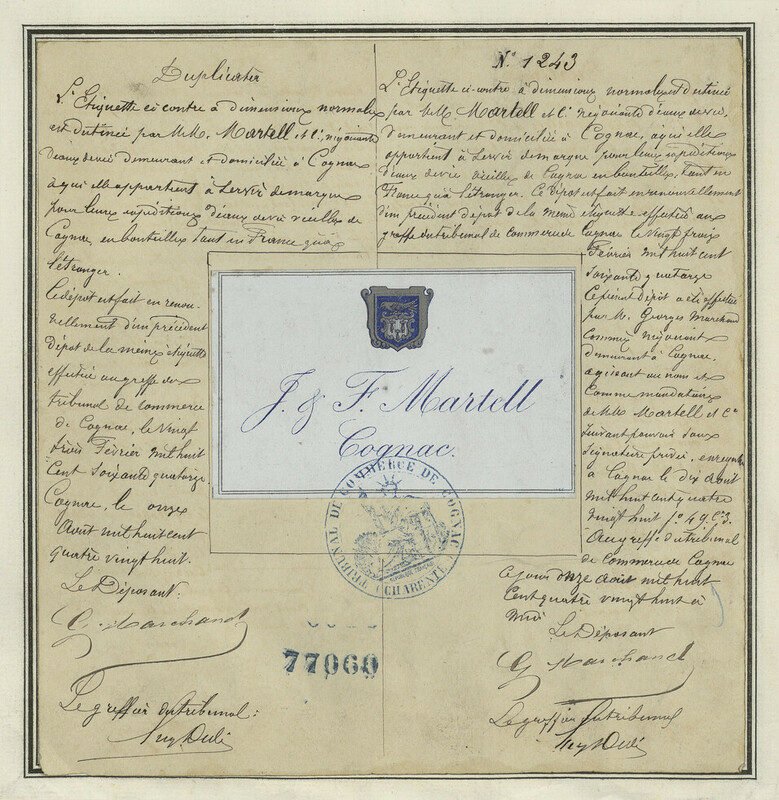 Duplicata
L'Etiquette ci contre à dimensions normales
est destinée par M.M. Martell et Cie, négociants
d'eaux de vie demeurant et domiciliés à Cognac
à qui elle appartient à servir de marque
pour leurs expéditions d'eaux de vie vieilles de
Cognac en bouteilles tant en France qu'à
l'étranger.
Ce dépôt est fait en renou-
vellement d'un précédent
dépôt de la même étiquette
effectué au greffe du
tribunal de commerce
de Cognac, le Vingt
trois Février mil huit
Cent soixante quatorze
Cognac, le onze
Aout mil huit cent
quatre vingt huit.
Le Déposant.
G. Marchand
Le greffier du tribunal:
N° 1243
L'Etiquette ci-contre à dimensions normales est destinée
par M.M. Martell et Cie Négociants d'eaux de vie,
demeurant et domiciliés à Cognac, à qui elle
appartient à servir de marque pour leurs expéditions
d'eaux de vie vieilles de Cognac en bouteilles, tant en
France qu'à l'étranger. Ce dépôt est fait en renouvellement
d'un précédent dépôt de la même étiquette effectué au
greffe du tribunal de commerce de Cognac le vingt trois
Février mil huit cent
soixante quatorze
Ce présent dépôt a été effectué
par M. Georges Marchand
Commis négociant
demeurant à Cognac,
agissant au nom et
Comme mandataire
de M.M. Martell et Cie
suivant pouvoir sous
signature privée, enregistré
à Cognac le dix Aout
mil huit cent quatre
vingt huit fo 49 Co 3.
Au greffe du tribunal
de Commerce de Cognac
Ce jour onze Aout mil huit
Cent quatre vingt huit à
midi
Le Déposant
G. Marchand
Le greffier du tribunal
J. & F. Martell
Cognac.
TRIBUNAL DE COMMERCE DE COGNAC
(CHARENTE)
77060